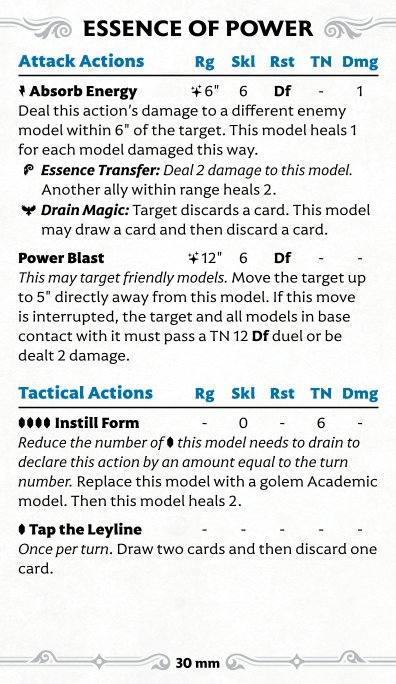 ESSENCE OF POWER
Attack Actions Rg Skl Rst TN Dmg
Absorb Energy 6" 6 Df - 1
Deal this action's damage to a different enemy
model within 6" of the target. This model heals 1
for each model damaged this way.
Essence Transfer: Deal 2 damage to this model.
Another ally within range heals 2.
Drain Magic: Target discards a card. This model
may draw a card and then discard a card.
Power Blast 12" 6 Df - -
This may target friendly models. Move the target up
to 5" directly away from this model. If this move
is interrupted, the target and all models in base
contact with it must pass a TN 12 Df duel or be
dealt 2 damage.
Tactical Actions Rg Skl Rst TN Dmg
Instill Form - 0 - 6 -
Reduce the number of this model needs to drain to
declare this action by an amount equal to the turn
number. Replace this model with a golem Academic
model. Then this model heals 2.
Tap the Leyline - - - - -
Once per turn. Draw two cards and then discard one
card.
30 mm